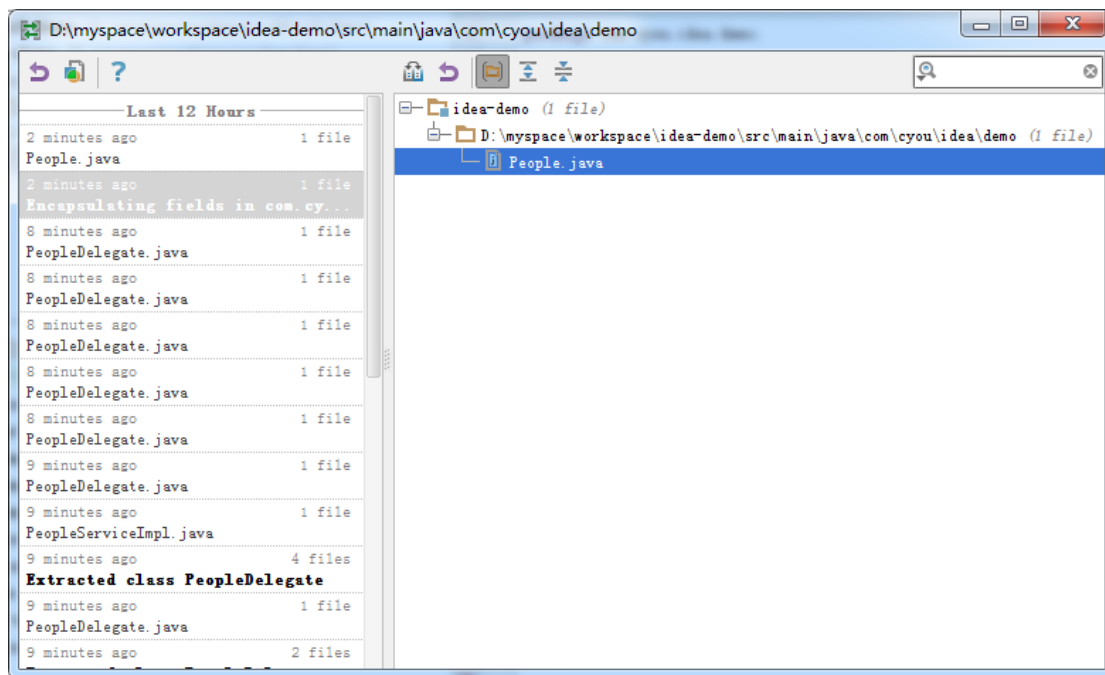 D:\myspace\workspace\idea-demo\src\main\java\com\cyou\idea\demo
Last 12 Hours
2 minutes ago 1 file
People.java
2 minutes ago 1 file
Encapsulating fields in com.cy...
8 minutes ago 1 file
PeopleDelegate.java
8 minutes ago 1 file
PeopleDelegate.java
8 minutes ago 1 file
PeopleDelegate.java
8 minutes ago 1 file
PeopleDelegate.java
8 minutes ago 1 file
PeopleDelegate.java
9 minutes ago 1 file
PeopleDelegate.java
9 minutes ago 1 file
PeopleServiceImpl.java
9 minutes ago 4 files
Extracted class PeopleDelegate
9 minutes ago 1 file
PeopleDelegate.java
9 minutes ago 2 files
idea-demo (1 file)
D:\myspace\workspace\idea-demo\src\main\java\com\cyou\idea\demo (1 file)
People.java